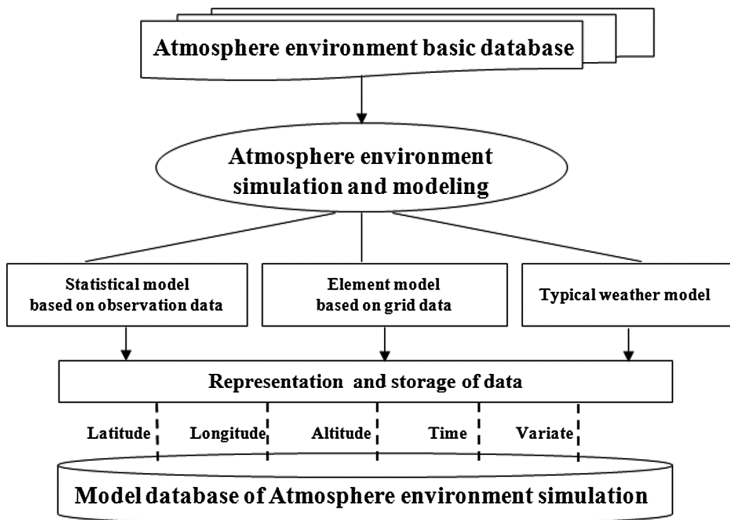 Atmosphere environment basic database
Atmosphere environment
simulation and modeling
Statistical model
based on observation data
Element model
based on grid data
Typical weather model
Representation and storage of data
Latitude Longitude Altitude Time Variate
Model database of Atmosphere environment simulation